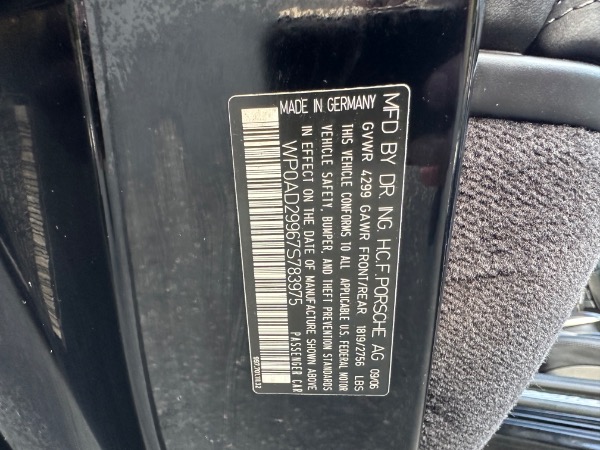 MFD BY DR. ING. H.C.F. PORSCHE AG 09/06
GVWR 4299 GAWR FRONT/REAR 1819/2756 LBS
THIS VEHICLE CONFORMS TO ALL APPLICABLE U.S. FEDERAL MOTOR
VEHICLE SAFETY, BUMPER, AND THEFT PREVENTION STANDARDS
IN EFFECT ON THE DATE OF MANUFACTURE SHOWN ABOVE
WP0AD29967S783975
PASSENGER CAR
MADE IN GERMANY